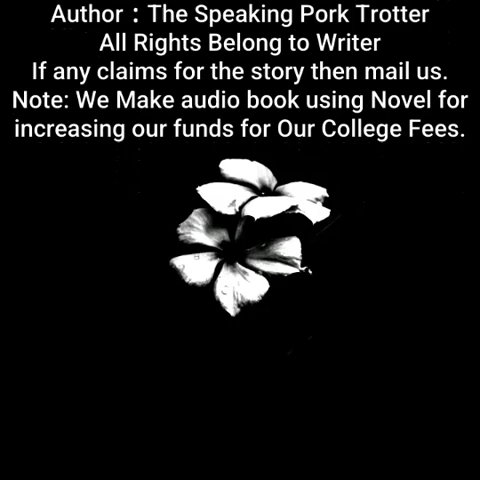 Author : The Speaking Pork Trotter
All Rights Belong to Writer
If any claims for the story then mail us.
Note: We Make audio book using Novel for
increasing our funds for Our College Fees.